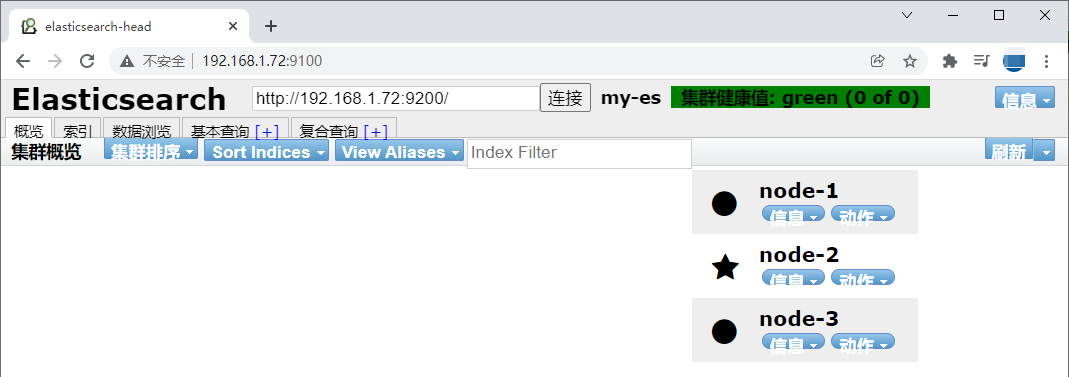 elasticsearch-head
不安全 192.168.1.72:9100
Elasticsearch http://192.168.1.72:9200/ 连接 my-es 集群健康值: green (0 of 0) 信息
概览 索引 数据浏览 基本查询 [+] 复合查询 [+]
集群概览 集群排序 Sort Indices View Aliases Index Filter 刷新
node-1
信息 动作
node-2
信息 动作
node-3
信息 动作